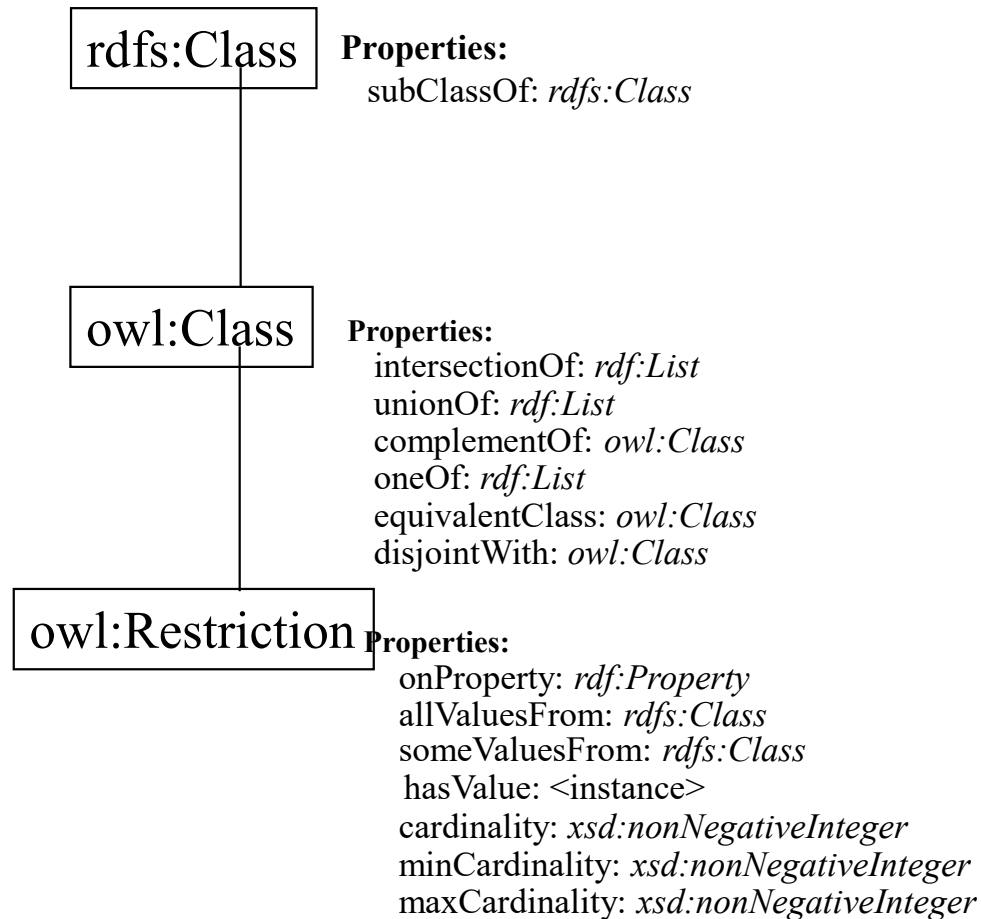 rdfs:Class
Properties:
subClassOf: rdfs:Class
owl:Class
Properties:
intersectionOf: rdf:List
unionOf: rdf:List
complementOf: owl:Class
oneOf: rdf:List
equivalentClass: owl:Class
disjointWith: owl:Class
owl:Restriction
Properties:
onProperty: rdf:Property
allValuesFrom: rdfs:Class
someValuesFrom: rdfs:Class
hasValue: <instance>
cardinality: xsd:nonNegativeInteger
minCardinality: xsd:nonNegativeInteger
maxCardinality: xsd:nonNegativeInteger